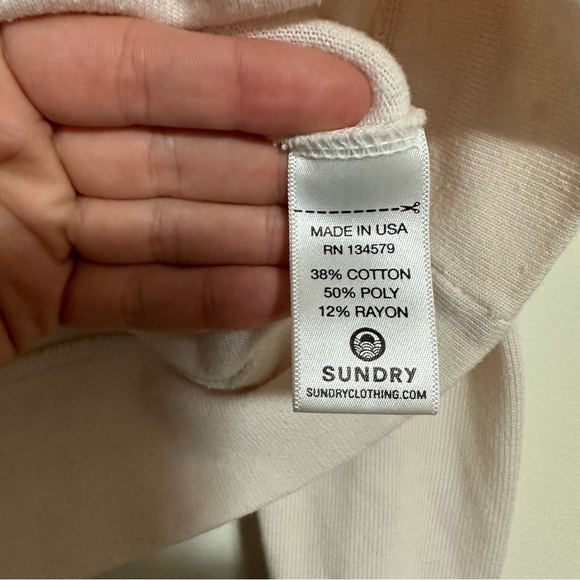 MADE IN USA
RN 134579
38% COTTON
50% POLY
12% RAYON
SUNDRY
SUNDRYCLOTHING.COM